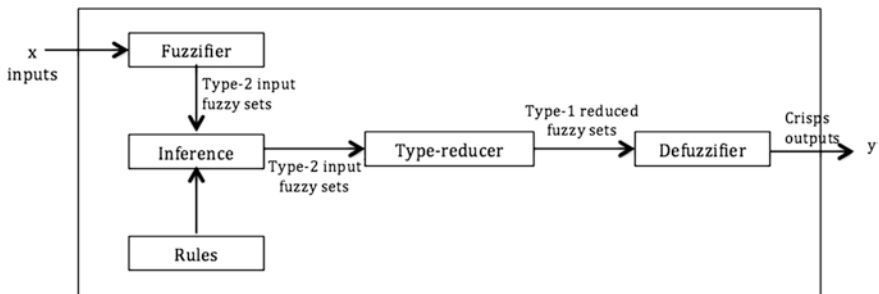 x
inputs
Fuzzifier
Type-2 input
fuzzy sets
Inference
Type-2 input
fuzzy sets
Rules
Type-reducer
Type-1 reduced
fuzzy sets
Defuzzifier
Crisps
outputs
y